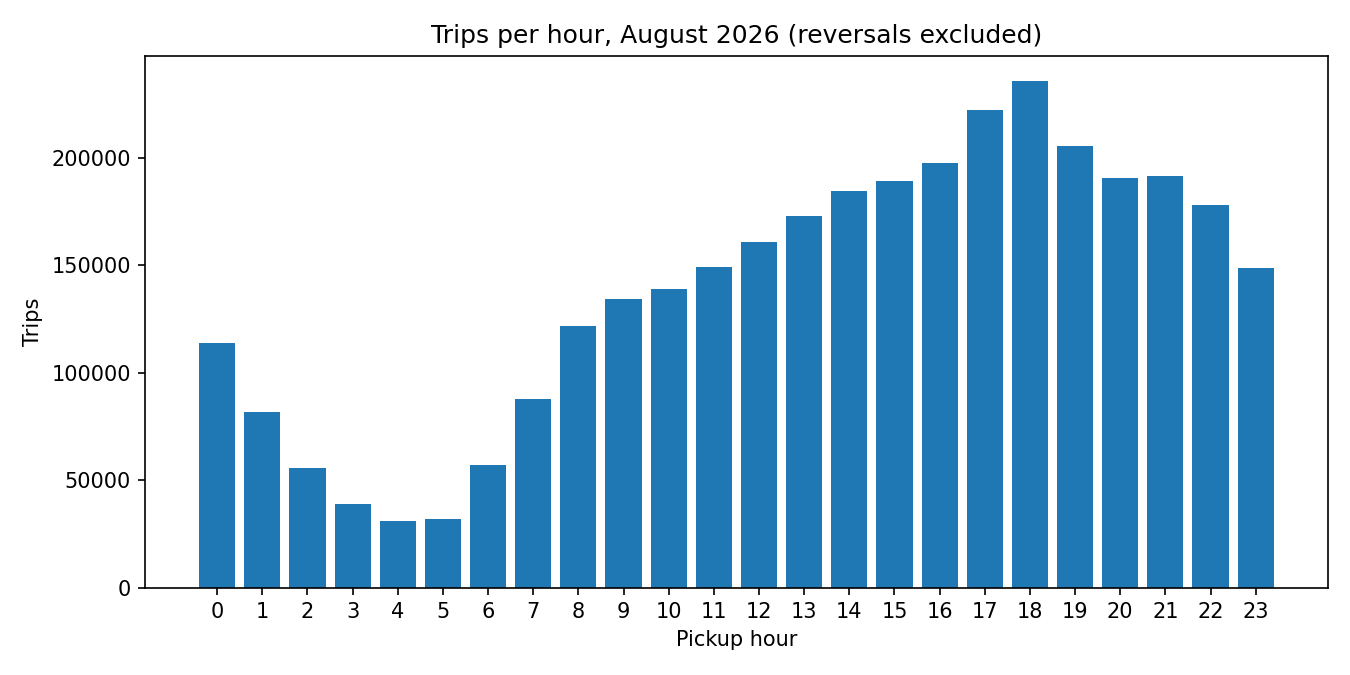 Trips per hour, August 2026 (reversals excluded)
Trips
200000
150000
100000
50000
0
0 1 2 3 4 5 6 7 8 9 10 11 12 13 14 15 16 17 18 19 20 21 22 23
Pickup hour